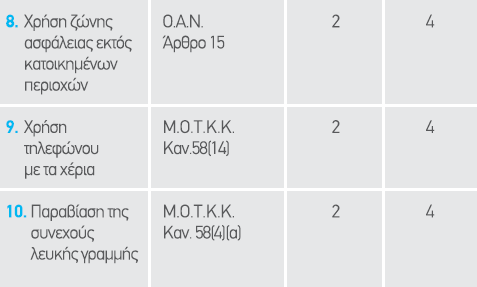 8. Χρήση ζώνης Ο.Α.Ν. 2 4
ασφάλειας εκτός Άρθρο 15
κατοικημένων
περιοχών
9. Χρήση Μ.Ο.Τ.Κ.Κ. 2 4
τηλεφώνου Καν.58(14)
με τα χέρια
10. Παραβίαση της Μ.Ο.Τ.Κ.Κ. 2 4
συνεχούς Καν. 58(4)(α)
λευκής γραμμής